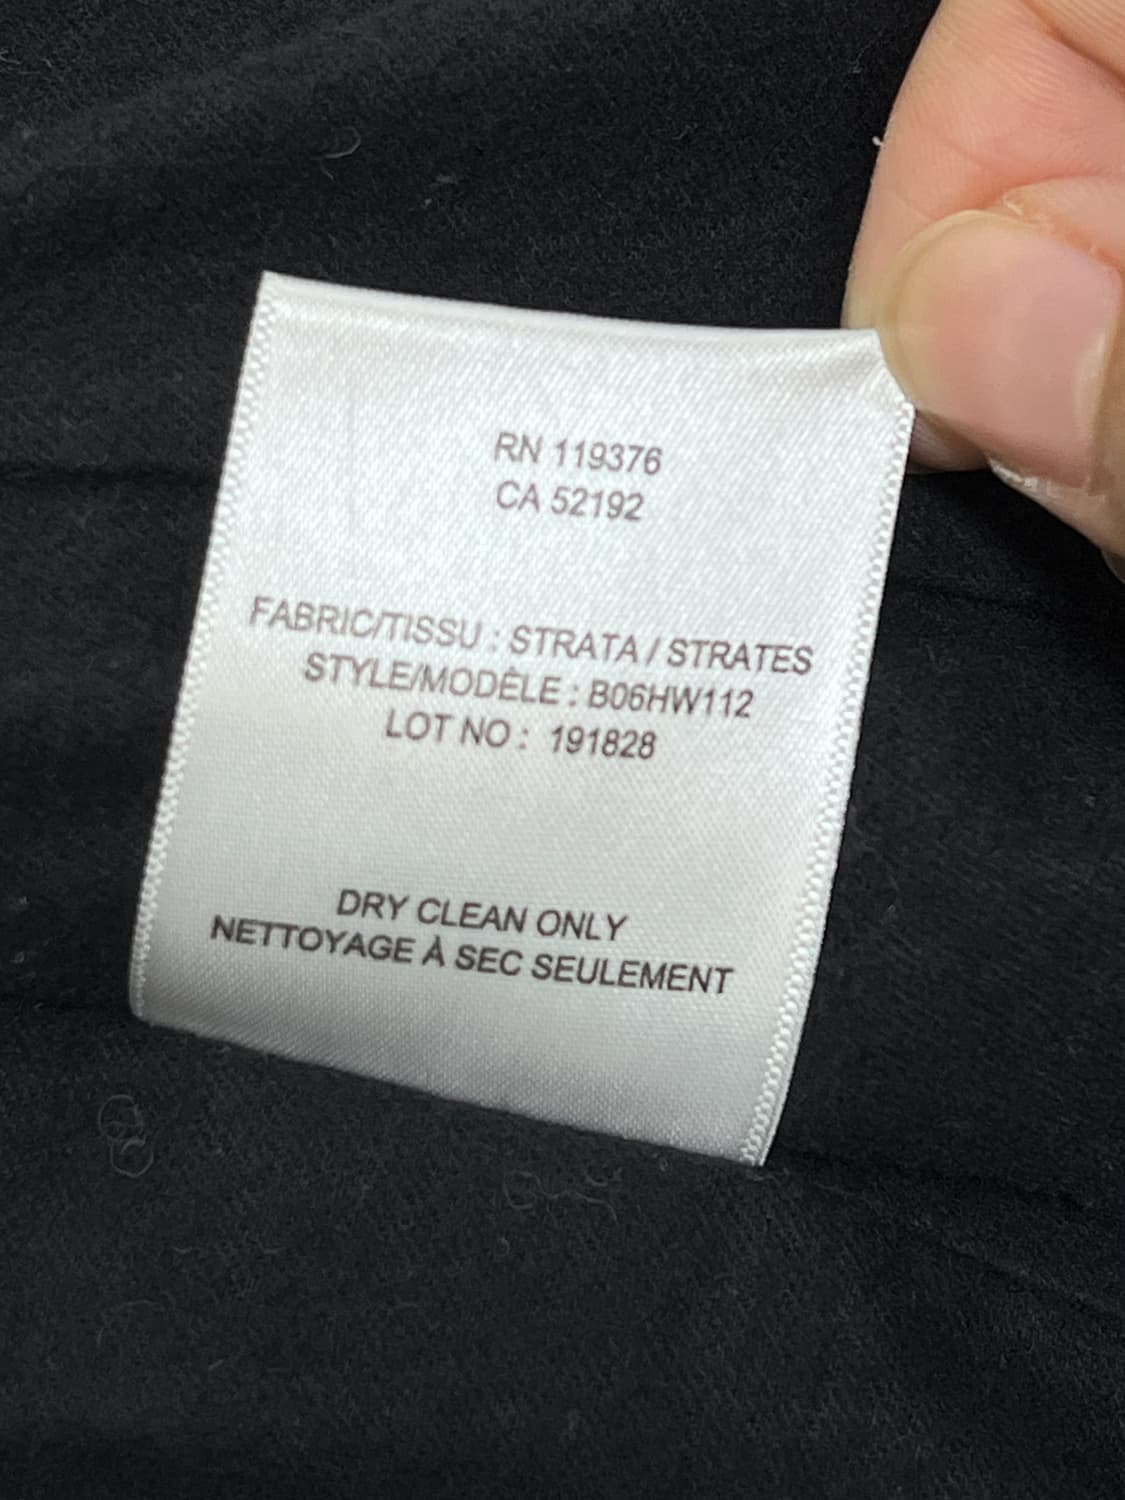 RN 119376
CA 52192
FABRIC/TISSU : STRATA / STRATES
STYLE/MODÈLE : B06HW112
LOT NO : 191828
DRY CLEAN ONLY
NETTOYAGE À SEC SEULEMENT